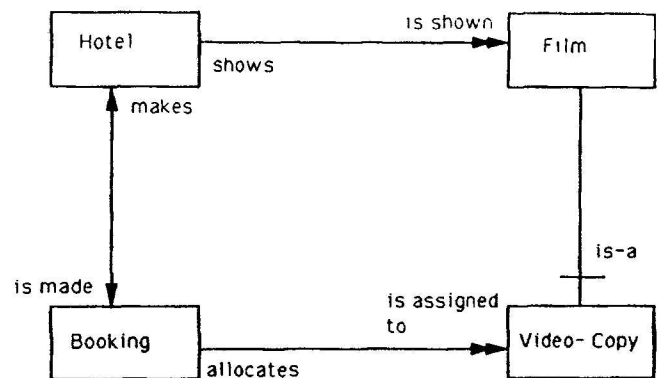 Hotel
is shown
Film
shows
makes
is-a
is made
is assigned
to
Booking
Video-Copy
allocates